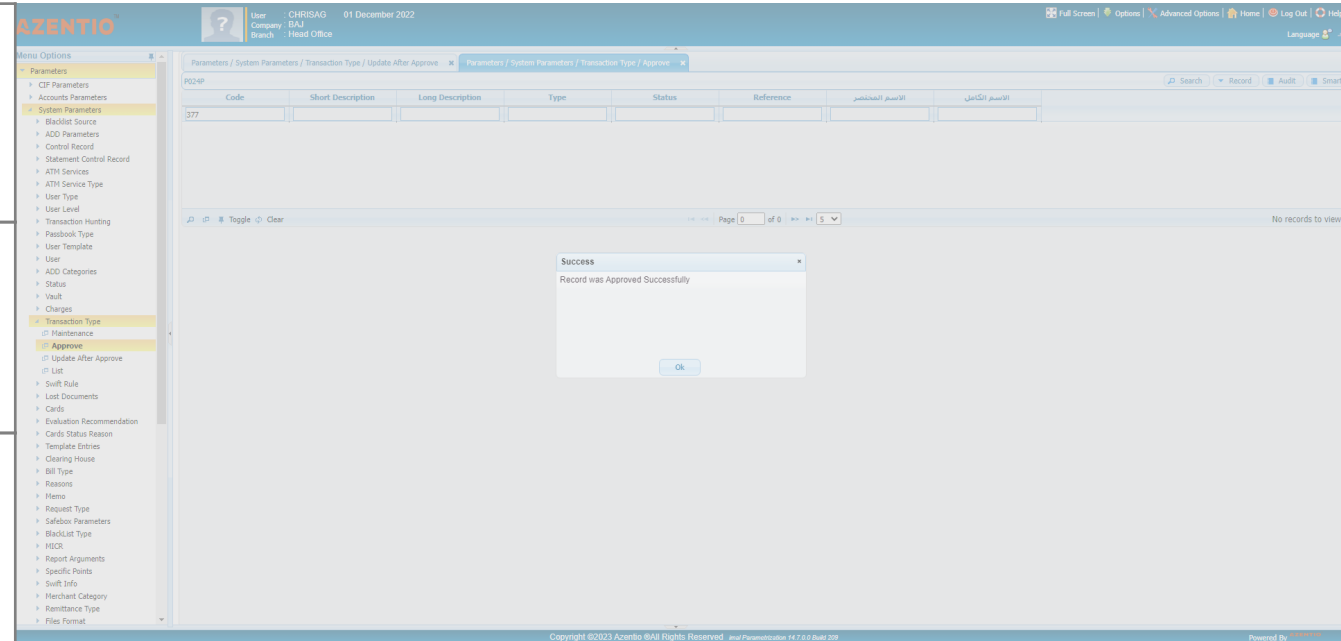 AZENTIO
User : CHRISAG 01 December 2022
Company : BAJ
Branch : Head Office
Full Screen | Options | Advanced Options | Home | Log Out | Help
Language
Menu Options
Parameters
CIF Parameters
Accounts Parameters
System Parameters
Blacklist Source
ADD Parameters
Control Record
Statement Control Record
ATM Services
ATM Service Type
User Type
User Level
Transaction Hunting
Passbook Type
User Template
User
ADD Categories
Status
Vault
Charges
Transaction Type
Maintenance
Approve
Update After Approve
List
Swift Rule
Lost Documents
Cards
Evaluation Recommendation
Cards Status Reason
Template Entries
Clearing House
Bill Type
Reasons
Memo
Request Type
Safebox Parameters
BlackList Type
MICR
Report Arguments
Specific Points
Swift Info
Merchant Category
Remittance Type
Files Format
Parameters / System Parameters / Transaction Type / Update After Approve x Parameters / System Parameters / Transaction Type / Approve x
P024P
Search Record Audit Smart
Code Short Description Long Description Type Status Reference الاسم المختصر الاسم الكامل
377
Toggle Clear Page 0 of 0 5 No records to view
Success x
Record was Approved Successfully
Ok
Copyright ©2023 Azentio ®All Rights Reserved imal Parametrization 14.7.0.0 Build 209
Powered By